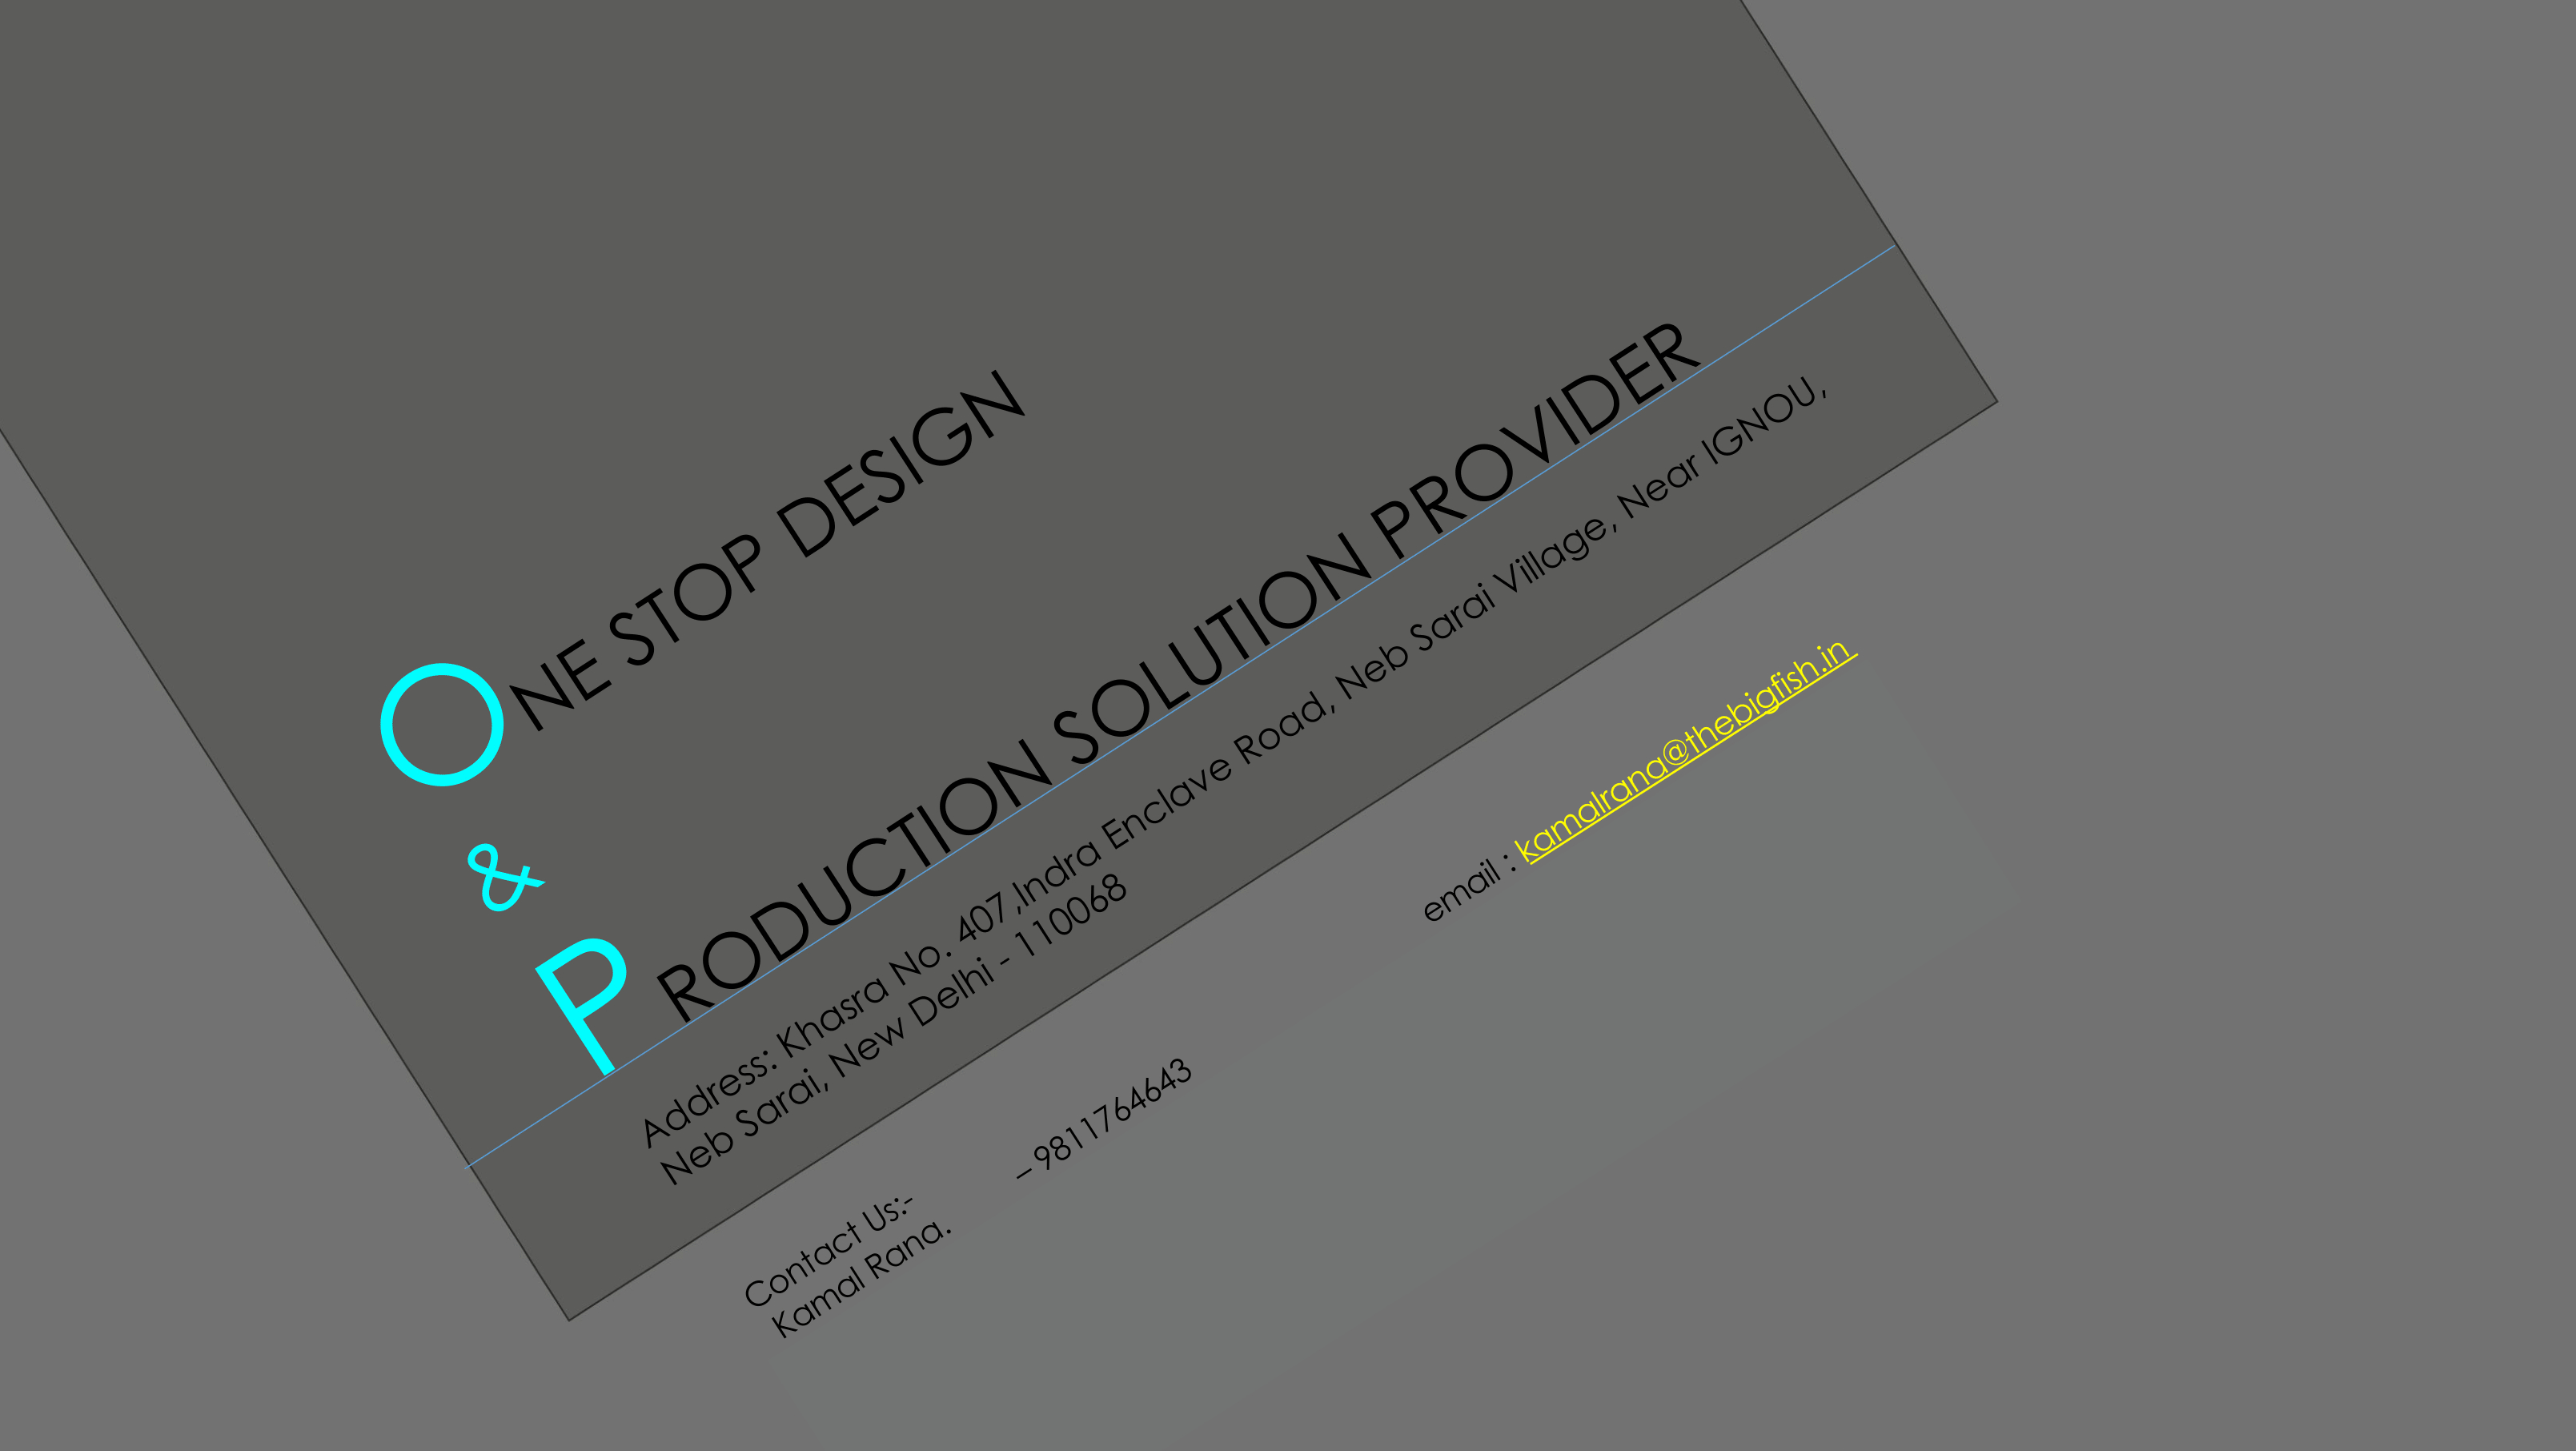 ONE STOP DESIGN
&
PRODUCTION SOLUTION PROVIDER
Address: Khasra No. 407,Indra Enclave Road, Neb Sarai Village, Near IGNOU,
Neb Sarai, New Delhi - 110068
Contact Us:-
Kamal Rana. – 9811764643 email : kamalrana@thebigfish.in